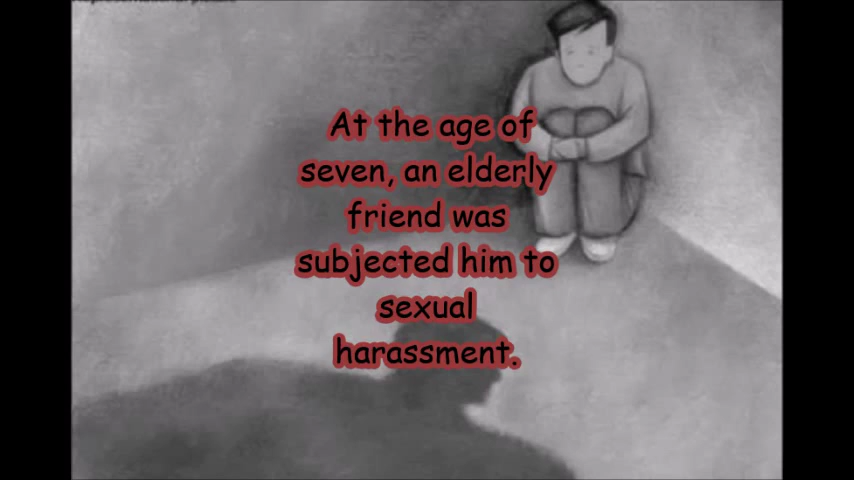 At the age of
seven, an elderly
friend was
subjected him to
sexual
harassment.